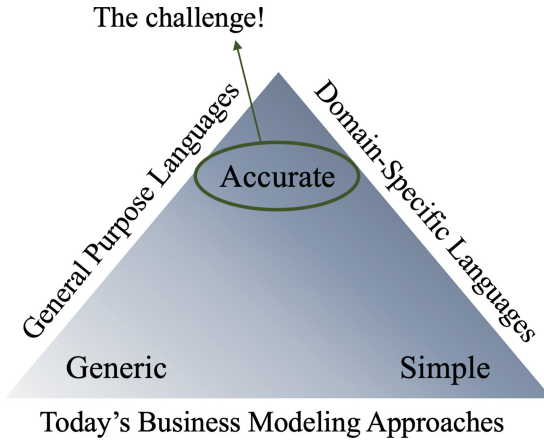 The challenge!
General Purpose Languages
Domain-Specific Languages
Accurate
Generic
Simple
Today's Business Modeling Approaches